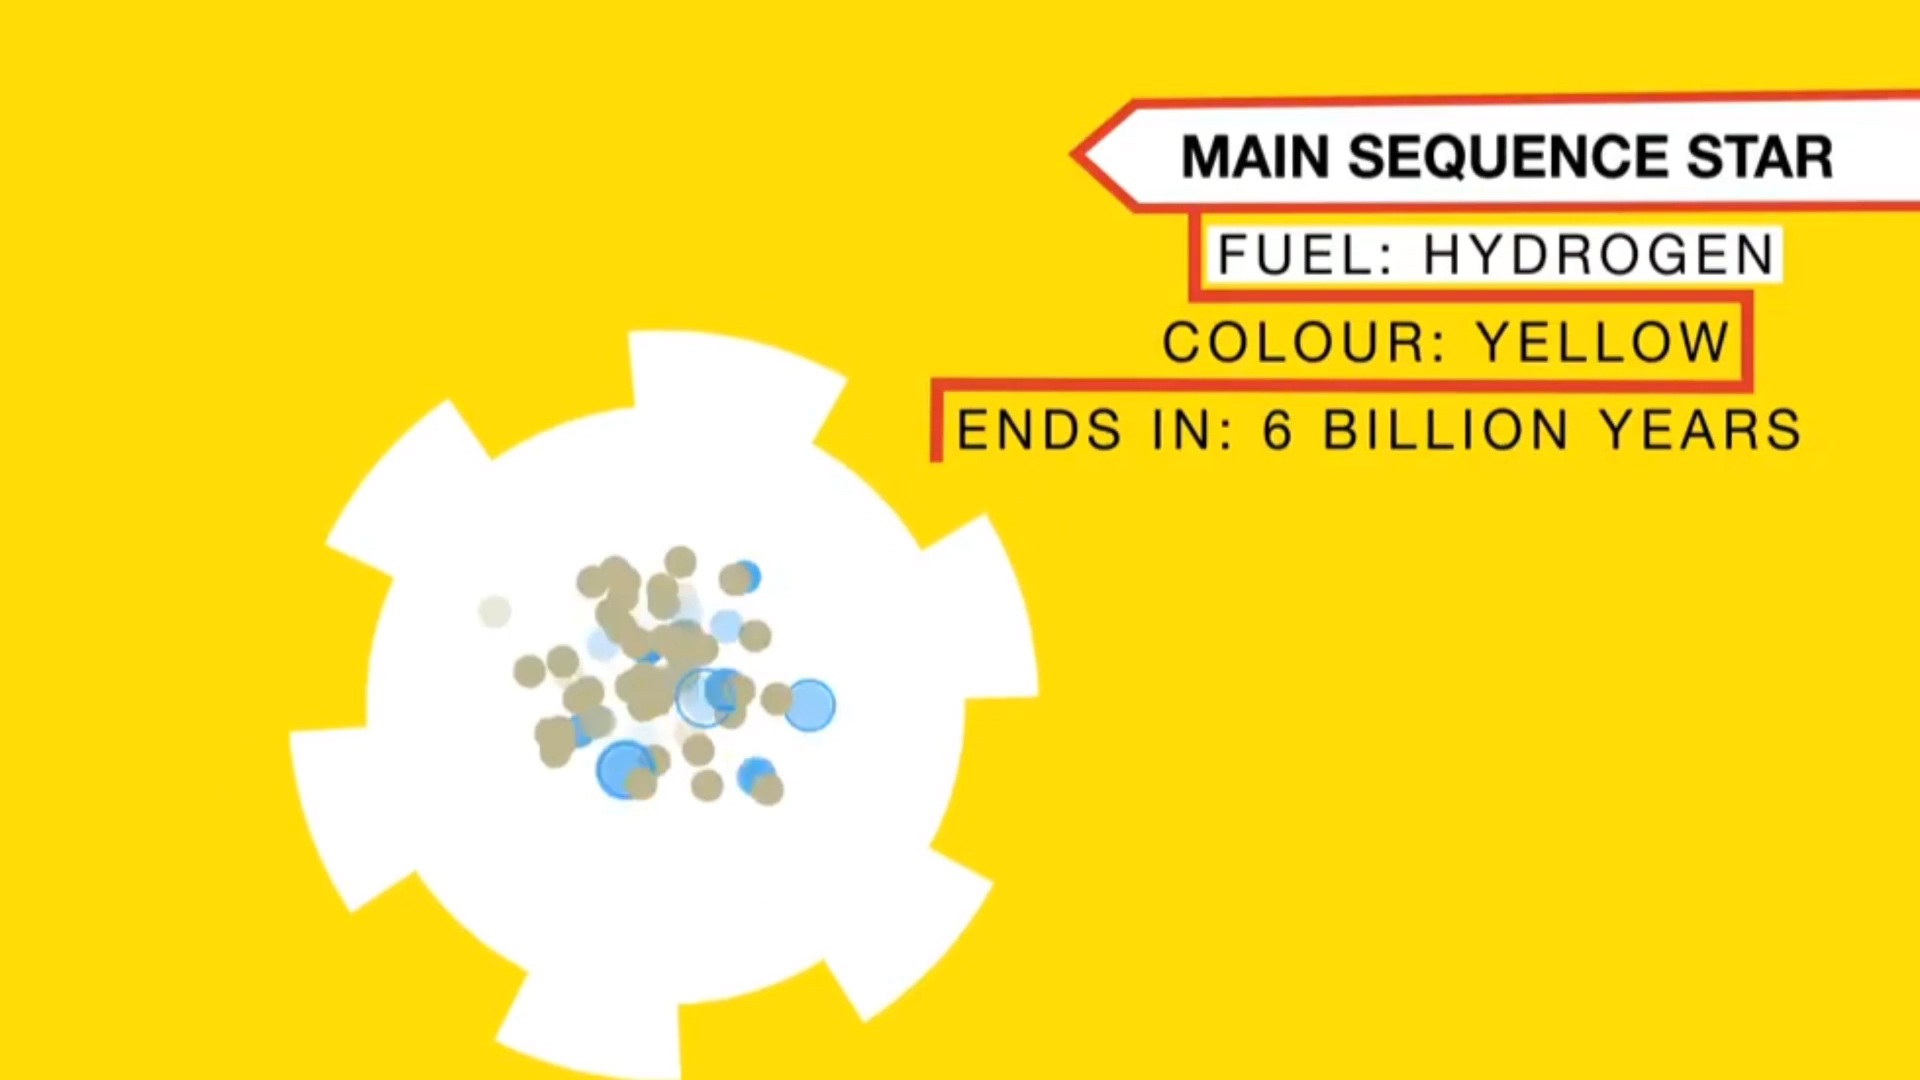 MAIN SEQUENCE STAR
FUEL: HYDROGEN
COLOUR: YELLOW
ENDS IN: 6 BILLION YEARS